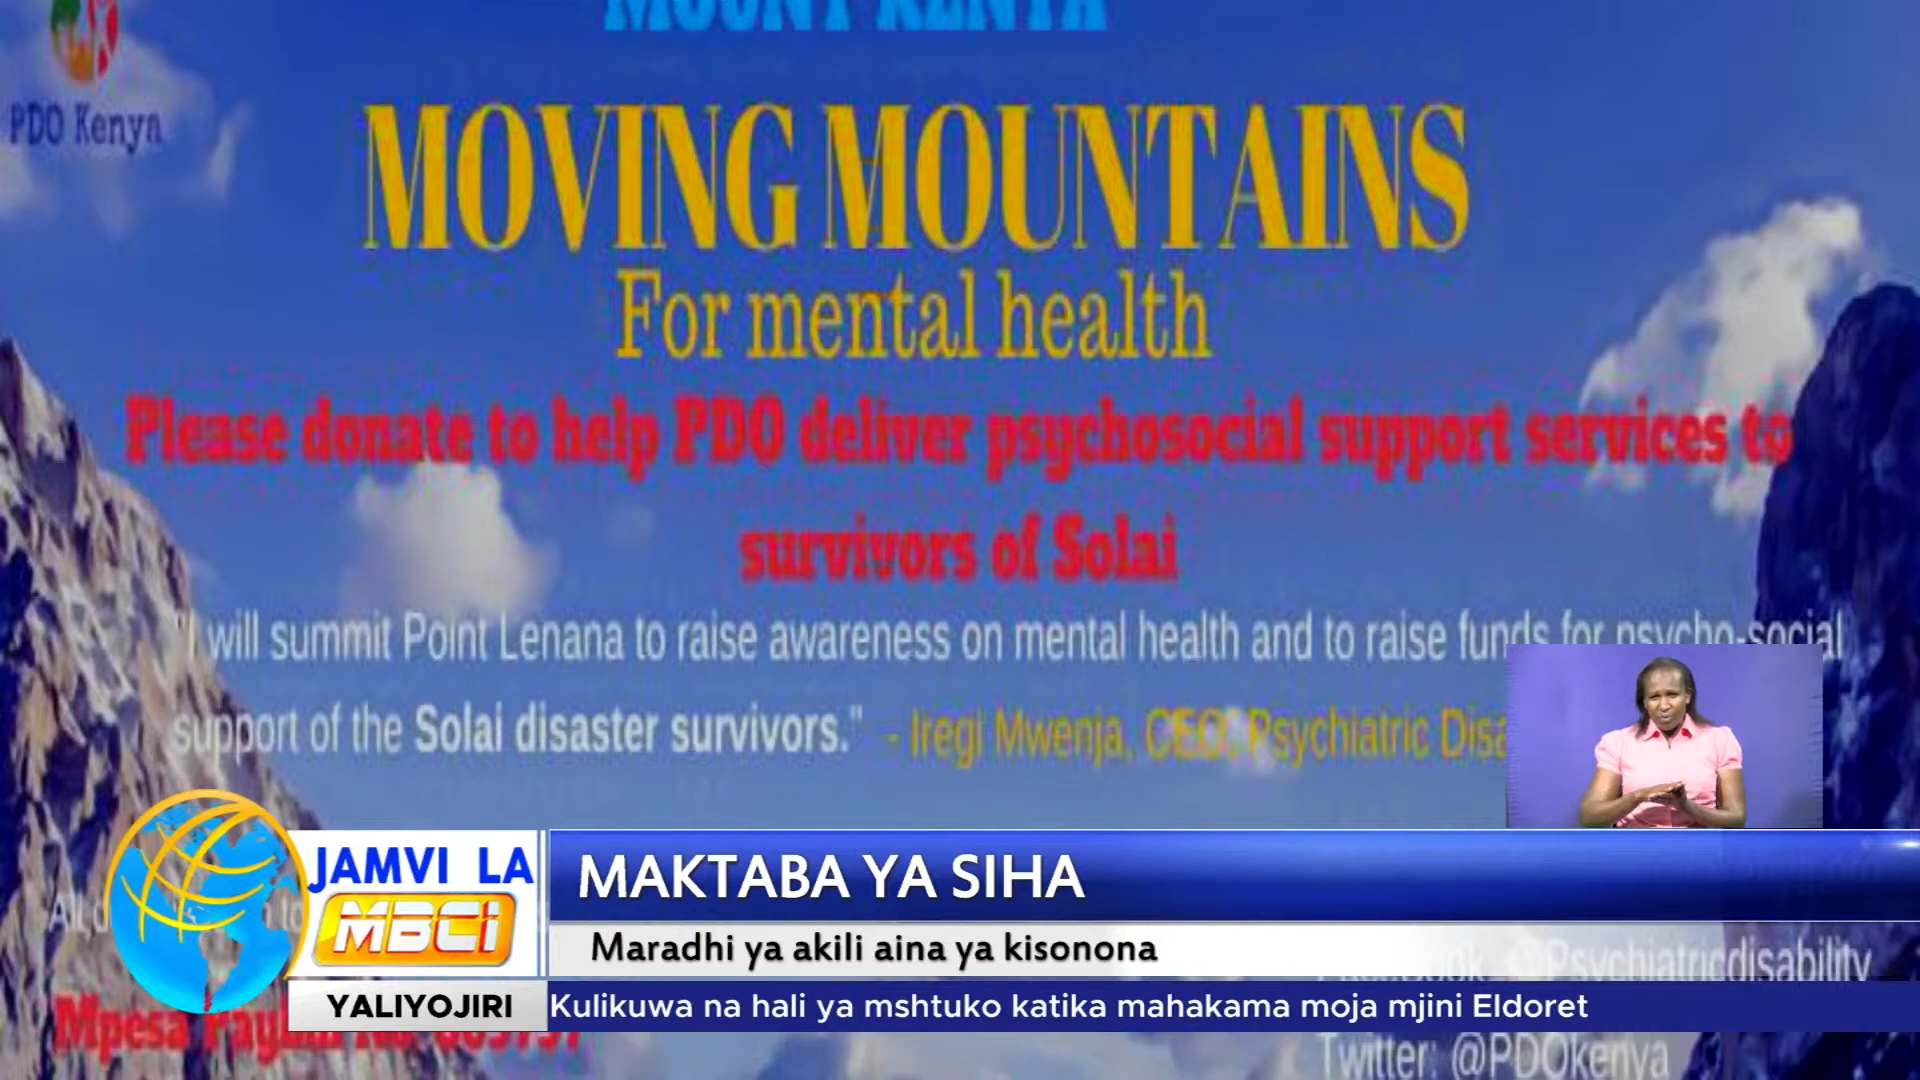 MOUNT KENYA
PDO Kenya
MOVING MOUNTAINS
For mental health
Please donate to help PDO deliver psychosocial support services to
survivors of Solai
"I will summit Point Lenana to raise awareness on mental health and to raise funds for psycho-social
support of the Solai disaster survivors." - Iregi Mwenja, CEO, Psychiatric
JAMVI LA
MBCI
MAKTABA YA SIHA
Maradhi ya akili aina ya kisonona
Psychiatricdisability
YALIYOJIRI
Kulikuwa na hali ya mshtuko katika mahakama moja mjini Eldoret
Mpesa
Twitter: @PDOkenya